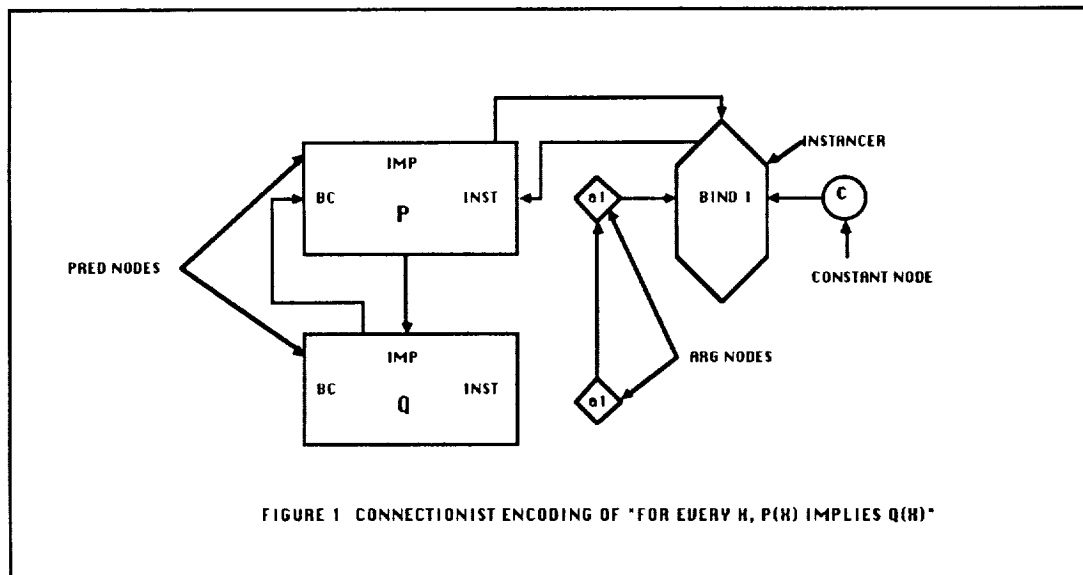 IMP
BC
INST
P
a1
BIND 1
C
INSTANCER
PRED NODES
CONSTANT NODE
IMP
BC
INST
Q
a1
ARG NODES
FIGURE 1 CONNECTIONIST ENCODING OF "FOR EVERY X, P(X) IMPLIES Q(X)"